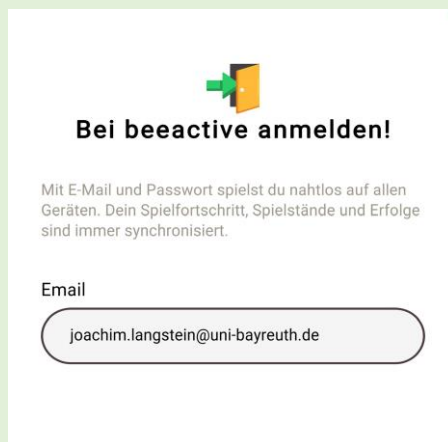 Bei beeactive anmelden!
Mit E-Mail und Passwort spielst du nahtlos auf allen
Geräten. Dein Spielfortschritt, Spielstände und Erfolge
sind immer synchronisiert.
Email
joachim.langstein@uni-bayreuth.de